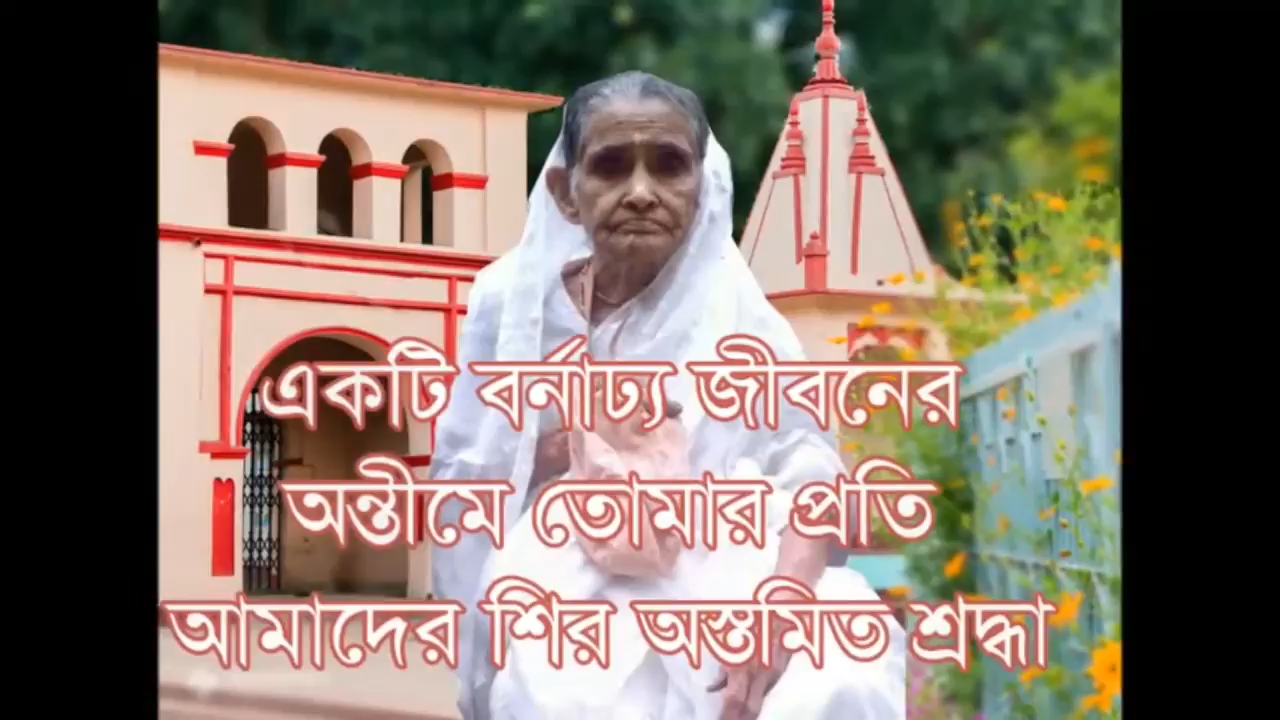 একটি বর্নাঢ্য জীবনের
অন্তীমে তোমার প্রতি
আমাদের শির অস্তমিত শ্রদ্ধা